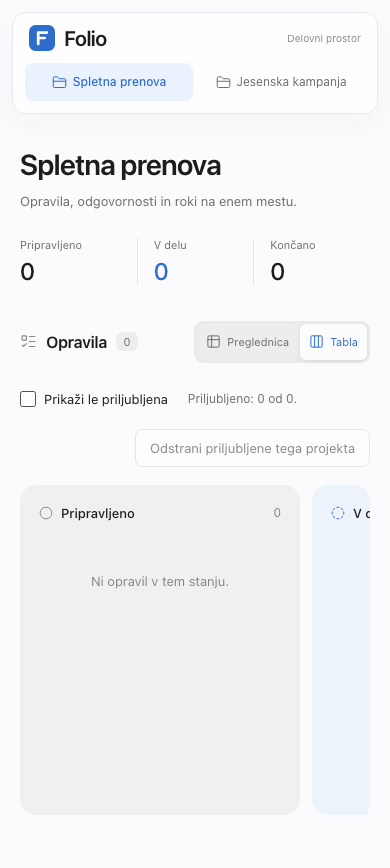 F Folio
Delovni prostor
Spletna prenova
Jesenska kampanja
Spletna prenova
Opravila, odgovornosti in roki na enem mestu.
Pripravljeno
V delu
Končano
0
0
0
Opravila 0
Preglednica
Tabla
Prikaži le priljubljena
Priljubljeno: 0 od 0.
Odstrani priljubljene tega projekta
Pripravljeno 0
V
Ni opravil v tem stanju.